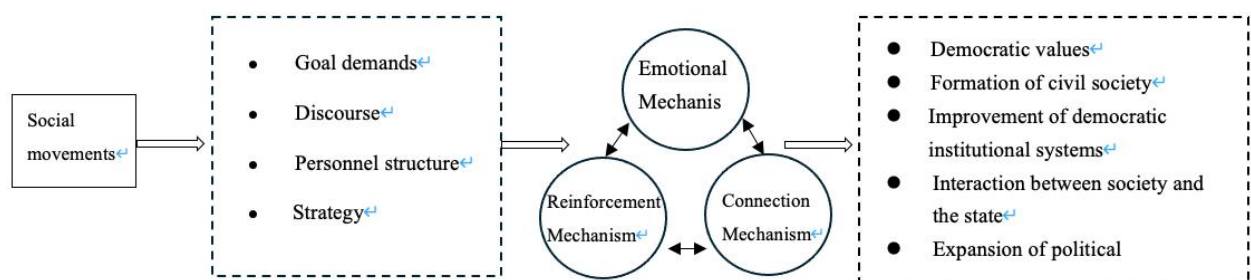 Social
movements↵
Goal demands↵
Discourse↵
Personnel structure↵
Strategy↵
Emotional
Mechanis
Reinforcement
Mechanism↵
Connection
Mechanism↵
Democratic values↵
Formation of civil society↵
Improvement of democratic
institutional systems↵
Interaction between society and
the state↵
Expansion of political